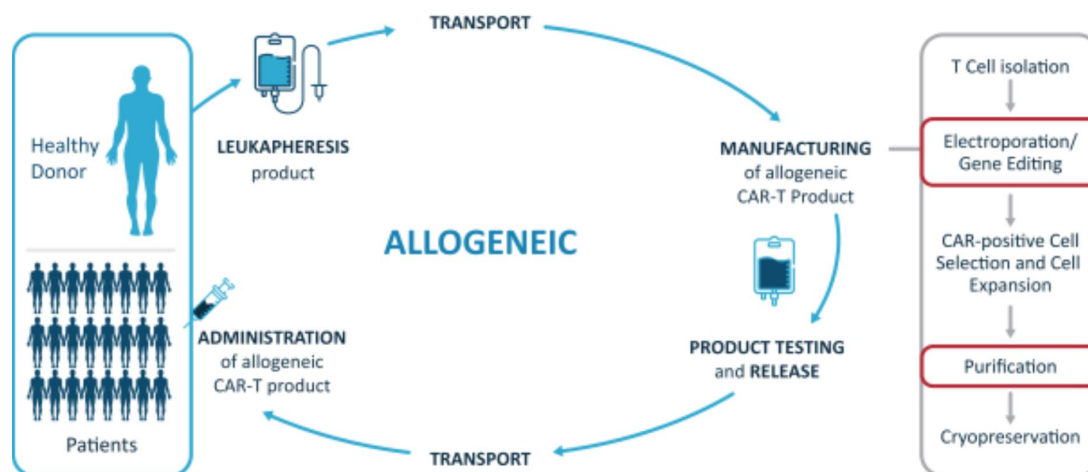 TRANSPORT
Healthy
Donor
LEUKAPHERESIS
product
MANUFACTURING
of allogeneic
CAR-T Product
T Cell isolation
Electroporation/
Gene Editing
CAR-positive Cell
Selection and Cell
Expansion
Purification
Cryopreservation
ALLOGENEIC
PRODUCT TESTING
and RELEASE
TRANSPORT
ADMINISTRATION
of allogeneic
CAR-T product
Patients